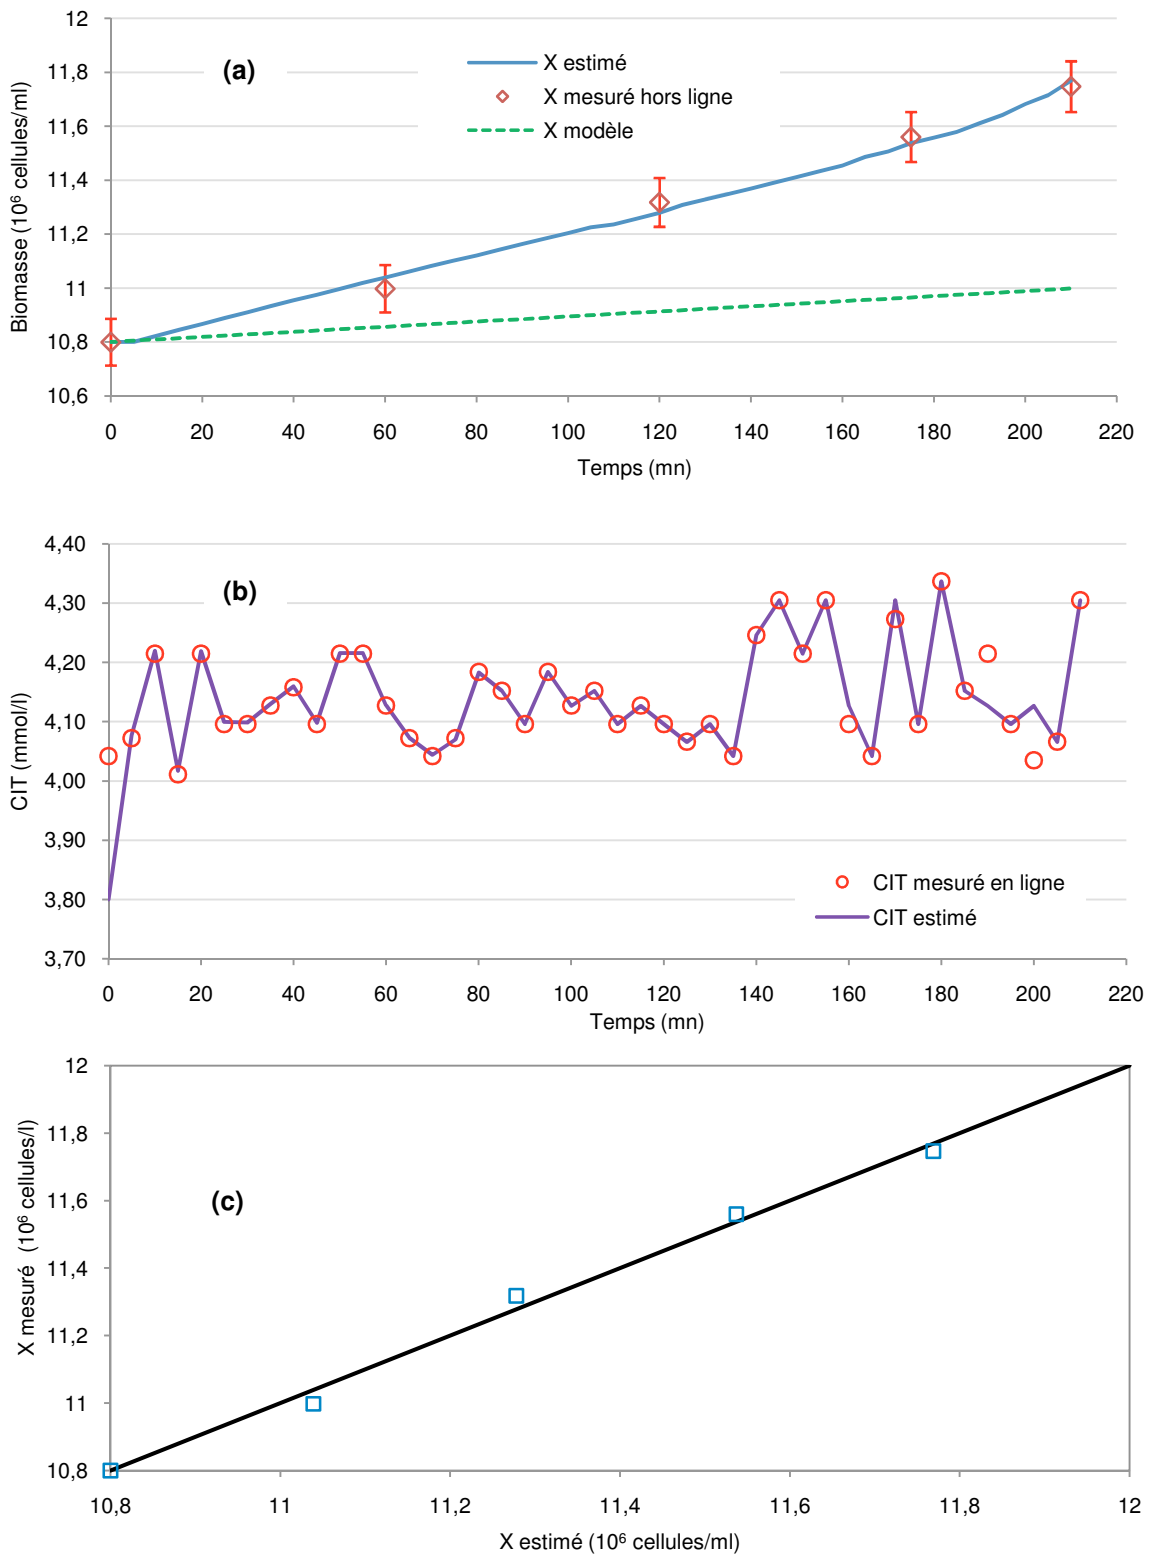 12
11,8
11,6
11,4
11,2
11
10,8
10,6
Biomasse (10⁶ cellules/ml)
(a)
X estimé
X mesuré hors ligne
X modèle
0 20 40 60 80 100 120 140 160 180 200 220
Temps (mn)
4,40
4,30
4,20
4,10
4,00
3,90
3,80
3,70
CIT (mmol/l)
(b)
CIT mesuré en ligne
CIT estimé
0 20 40 60 80 100 120 140 160 180 200 220
Temps (mn)
12
11,8
11,6
11,4
11,2
11
10,8
X mesuré (10⁶ cellules/l)
(c)
10,8 11 11,2 11,4 11,6 11,8 12
X estimé (10⁶ cellules/ml)